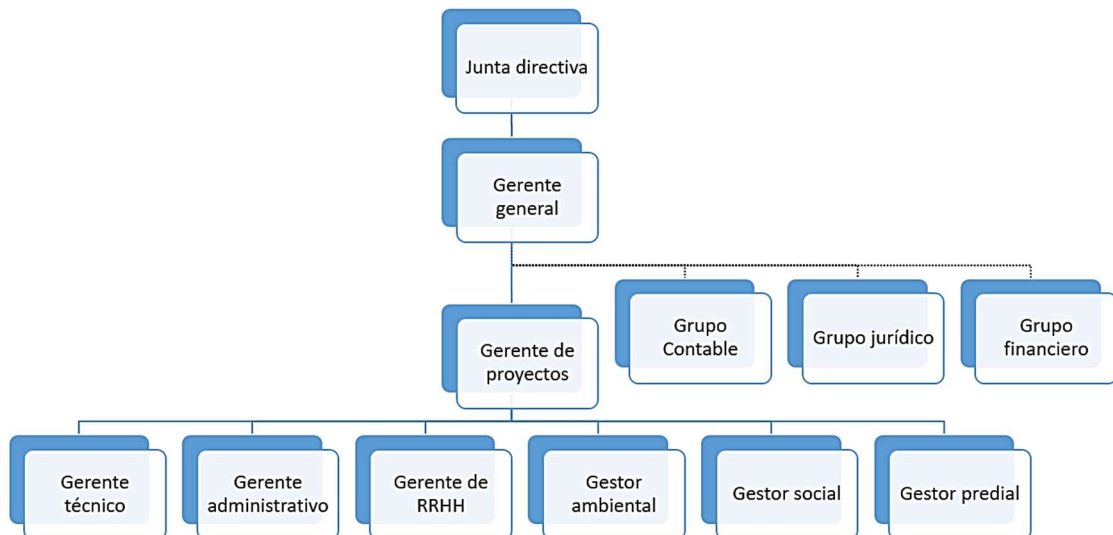 Junta directiva
Gerente
general
Gerente de
proyectos
Grupo
Contable
Grupo jurídico
Grupo
financiero
Gerente
técnico
Gerente
administrativo
Gerente de
RRHH
Gestor
ambiental
Gestor social
Gestor predial